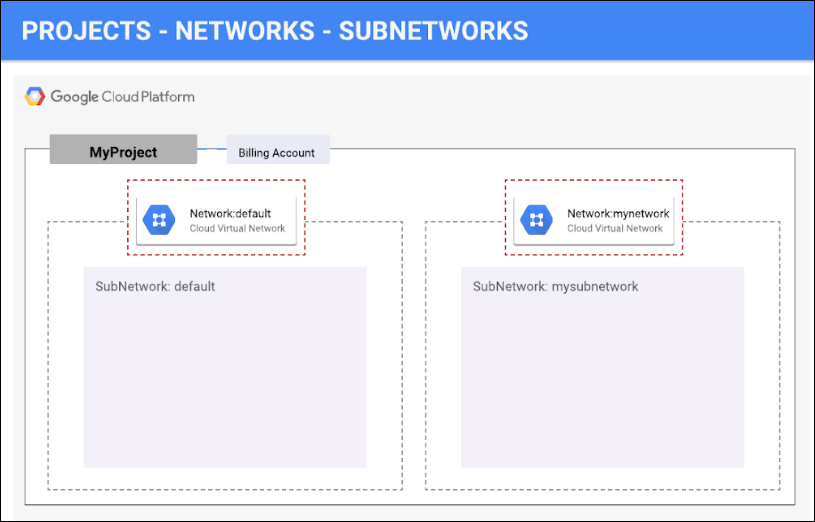 PROJECTS - NETWORKS - SUBNETWORKS
Google Cloud Platform
MyProject
Billing Account
Network:default
Cloud Virtual Network
Network:mynetwork
Cloud Virtual Network
SubNetwork: default
SubNetwork: mysubnetwork